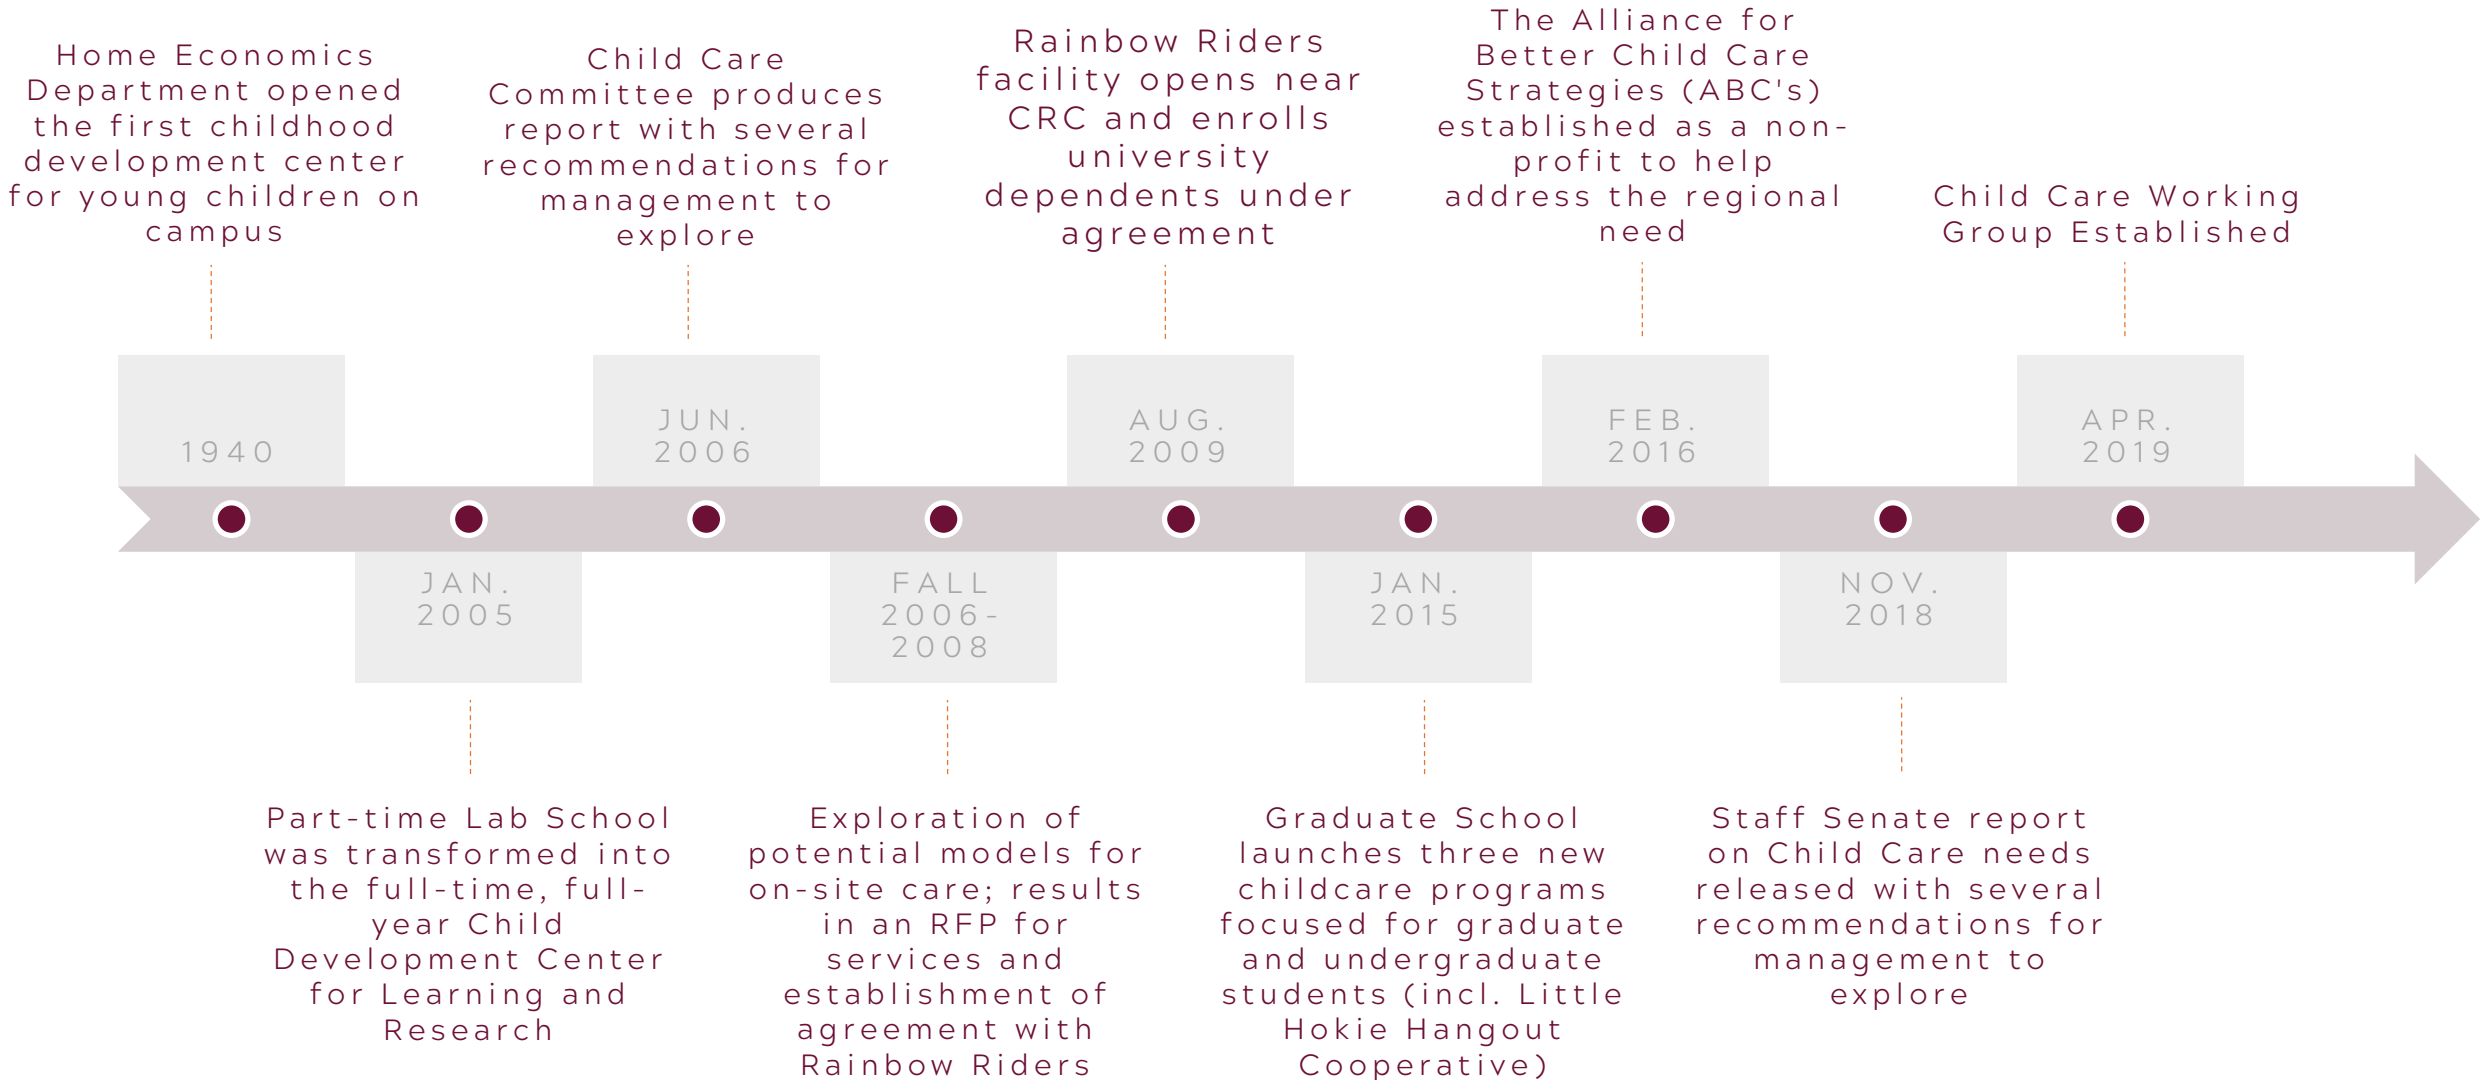 Home Economics
Department opened
the first childhood
development center
for young children on
campus
Child Care
Committee produces
report with several
recommendations for
management to
explore
Rainbow Riders
facility opens near
CRC and enrolls
university
dependents under
agreement
The Alliance for
Better Child Care
Strategies (ABC's)
established as a non-
profit to help
address the regional
need
Child Care Working
Group Established
1940
JUN.
2006
AUG.
2009
FEB.
2016
APR.
2019
JAN.
2005
FALL
2006-
2008
JAN.
2015
NOV.
2018
Part-time Lab School
was transformed into
the full-time, full-
year Child
Development Center
for Learning and
Research
Exploration of
potential models for
on-site care; results
in an RFP for
services and
establishment of
agreement with
Rainbow Riders
Graduate School
launches three new
childcare programs
focused for graduate
and undergraduate
students (incl. Little
Hokie Hangout
Cooperative)
Staff Senate report
on Child Care needs
released with several
recommendations for
management to
explore